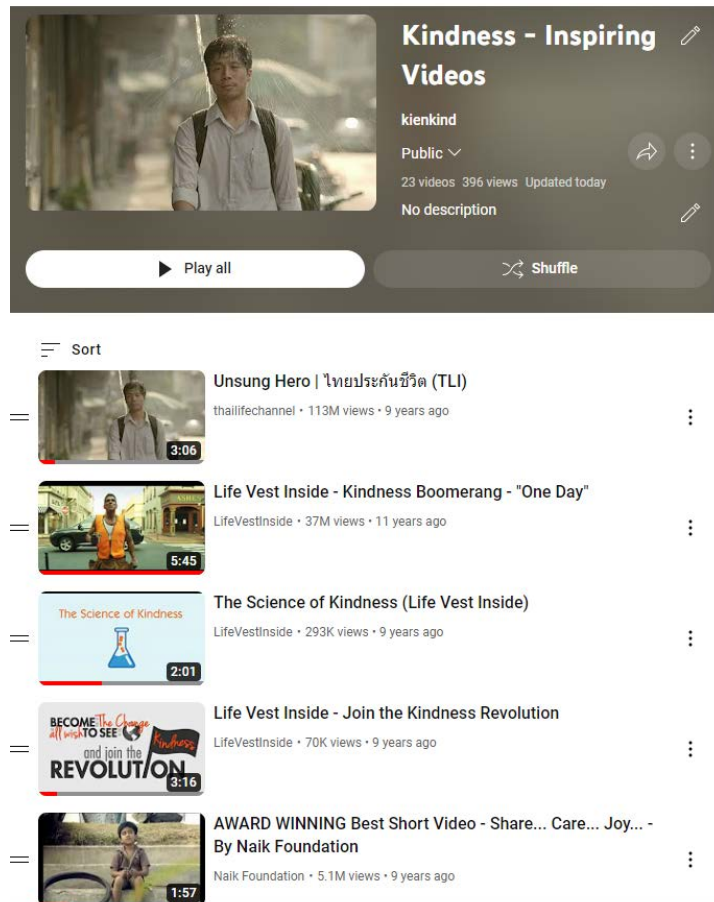 Kindness - Inspiring
Videos
kienkind
Public
23 videos 396 views Updated today
No description
Play all
Shuffle
Sort
Unsung Hero | ไทยประกันชีวิต (TLI)
thailifechannel • 113M views • 9 years ago
3:06
Life Vest Inside - Kindness Boomerang - "One Day"
LifeVestInside • 37M views • 11 years ago
5:45
The Science of Kindness (Life Vest Inside)
The Science of Kindness
LifeVestInside • 293K views • 9 years ago
2:01
Life Vest Inside - Join the Kindness Revolution
LifeVestInside • 70K views • 9 years ago
BECOME The Change
all wish TO SEE
Kindness
and join the
REVOLUTION
3:16
AWARD WINNING Best Short Video - Share... Care... Joy... -
By Naik Foundation
Naik Foundation • 5.1M views • 9 years ago
1:57